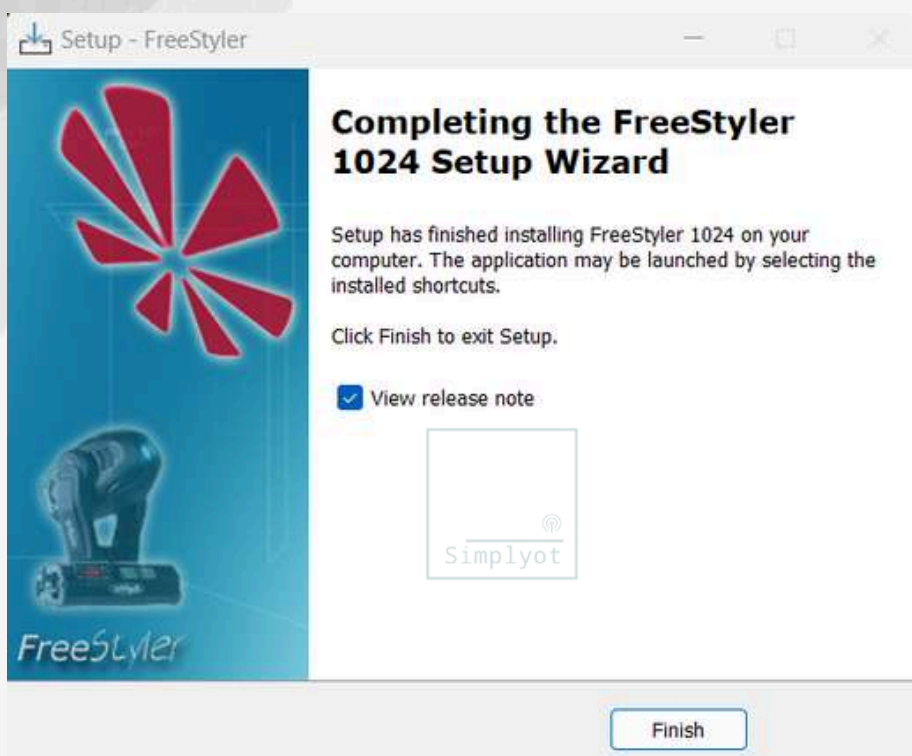 Setup - FreeStyler
Completing the FreeStyler
1024 Setup Wizard
Setup has finished installing FreeStyler 1024 on your
computer. The application may be launched by selecting the
installed shortcuts.
Click Finish to exit Setup.
View release note
Simplyot
FreeStyler
Finish